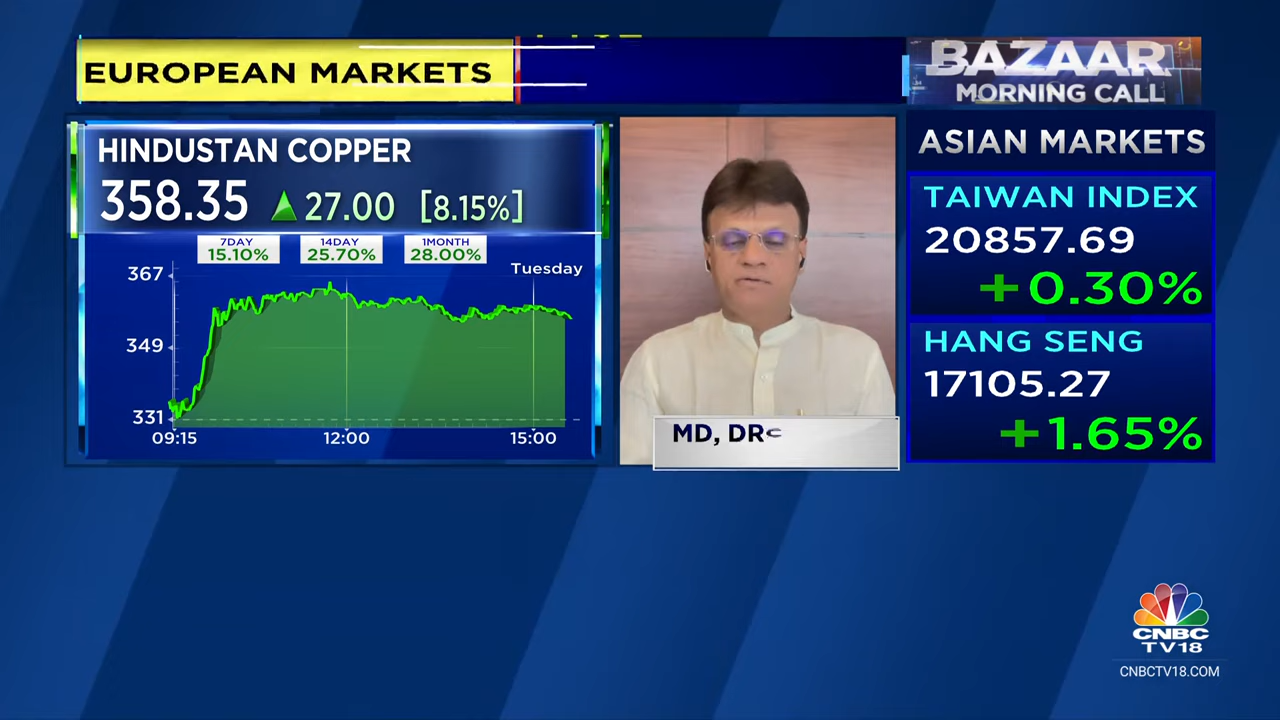 EUROPEAN MARKETS
BAZAAR
MORNING CALL
HINDUSTAN COPPER
358.35 ▲ 27.00 [8.15%]
7DAY
15.10%
14DAY
25.70%
1MONTH
28.00%
Tuesday
367
349
331
09:15 12:00 15:00
MD, DR
ASIAN MARKETS
TAIWAN INDEX
20857.69
+0.30%
HANG SENG
17105.27
+1.65%
CNBC
TV18
CNBCTV18.COM